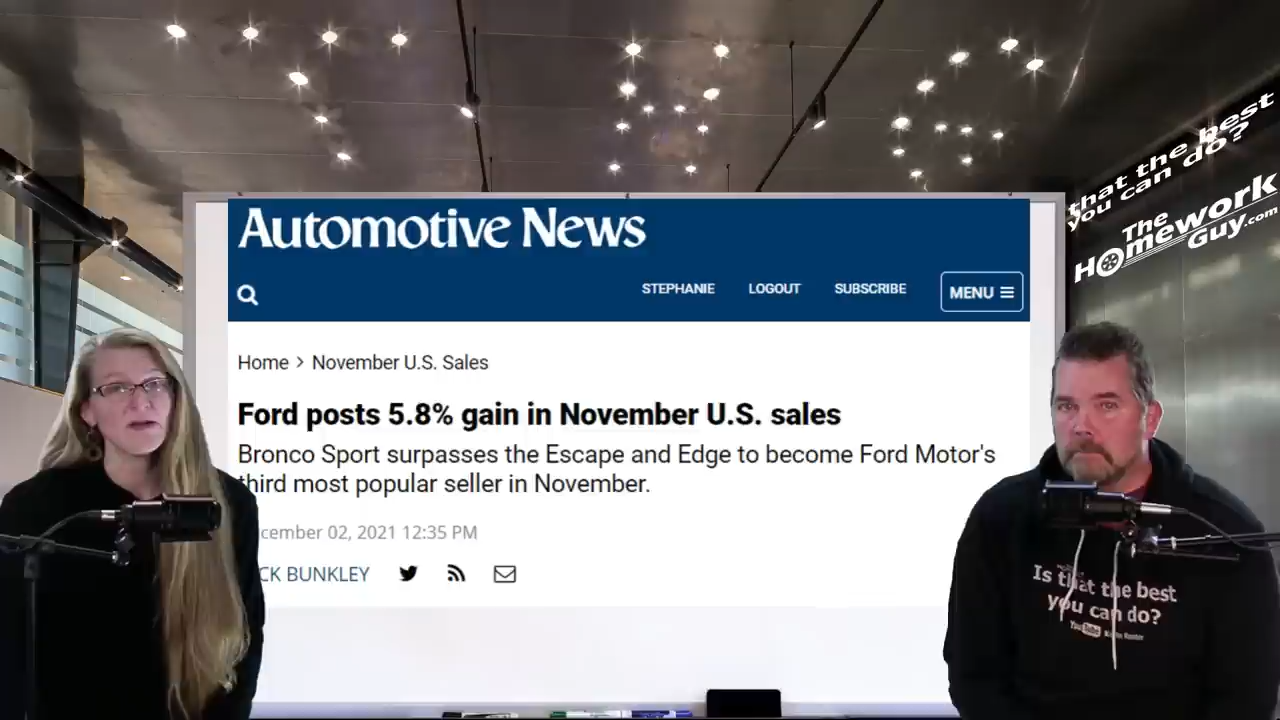 Automotive News
STEPHANIE LOGOUT SUBSCRIBE MENU
Home > November U.S. Sales
Ford posts 5.8% gain in November U.S. sales
Bronco Sport surpasses the Escape and Edge to become Ford Motor's
third most popular seller in November.
cember 02, 2021 12:35 PM
CK BUNKLEY
that the best
you can do?
The
Homework
Guy.com
Is that the best
you can do?
YouTube